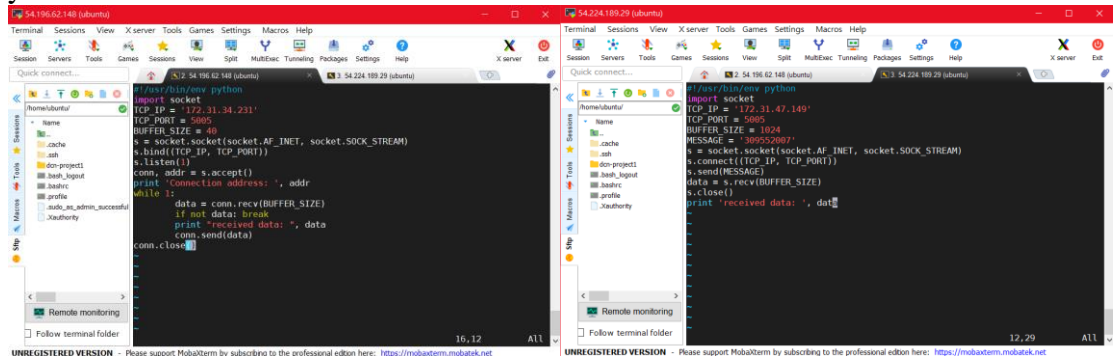 54.196.62.148 (ubuntu)
Terminal Sessions View X server Tools Games Settings Macros Help
Session Servers Tools Games Sessions View Split MultiExec Tunneling Packages Settings Help X server Exit
Quick connect...
2. 54.196.62.148 (ubuntu)
3. 54.224.189.29 (ubuntu)
/home/ubuntu/
Name
..
.cache
.ssh
dcn-project1
.bash_logout
.bashrc
.profile
.sudo_as_admin_successful
.Xauthority
Sessions
Tools
Macros
Sftp
Remote monitoring
Follow terminal folder
#!/usr/bin/env python
import socket
TCP_IP = '172.31.34.231'
TCP_PORT = 5005
BUFFER_SIZE = 40
s = socket.socket(socket.AF_INET, socket.SOCK_STREAM)
s.bind((TCP_IP, TCP_PORT))
s.listen(1)
conn, addr = s.accept()
print 'Connection address: ', addr
while 1:
data = conn.recv(BUFFER_SIZE)
if not data: break
print "received data: ", data
conn.send(data)
conn.close()
~
~
~
~
~
~
~
16,12 All
UNREGISTERED VERSION - Please support MobaXterm by subscribing to the professional edition here: https://mobaxterm.mobatek.net
54.224.189.29 (ubuntu)
Terminal Sessions View X server Tools Games Settings Macros Help
Session Servers Tools Games Sessions View Split MultiExec Tunneling Packages Settings Help X server Exit
Quick connect...
2. 54.196.62.148 (ubuntu)
3. 54.224.189.29 (ubuntu)
/home/ubuntu/
Name
..
.cache
.ssh
dcn-project1
.bash_logout
.bashrc
.profile
.Xauthority
Sessions
Tools
Macros
Sftp
Remote monitoring
Follow terminal folder
#!/usr/bin/env python
import socket
TCP_IP = '172.31.47.149'
TCP_PORT = 5005
BUFFER_SIZE = 1024
MESSAGE = '309552007'
s = socket.socket(socket.AF_INET, socket.SOCK_STREAM)
s.connect((TCP_IP, TCP_PORT))
s.send(MESSAGE)
data = s.recv(BUFFER_SIZE)
s.close()
print 'received data: ', data
~
~
~
~
~
~
~
~
~
~
12,29 All
UNREGISTERED VERSION - Please support MobaXterm by subscribing to the professional edition here: https://mobaxterm.mobatek.net